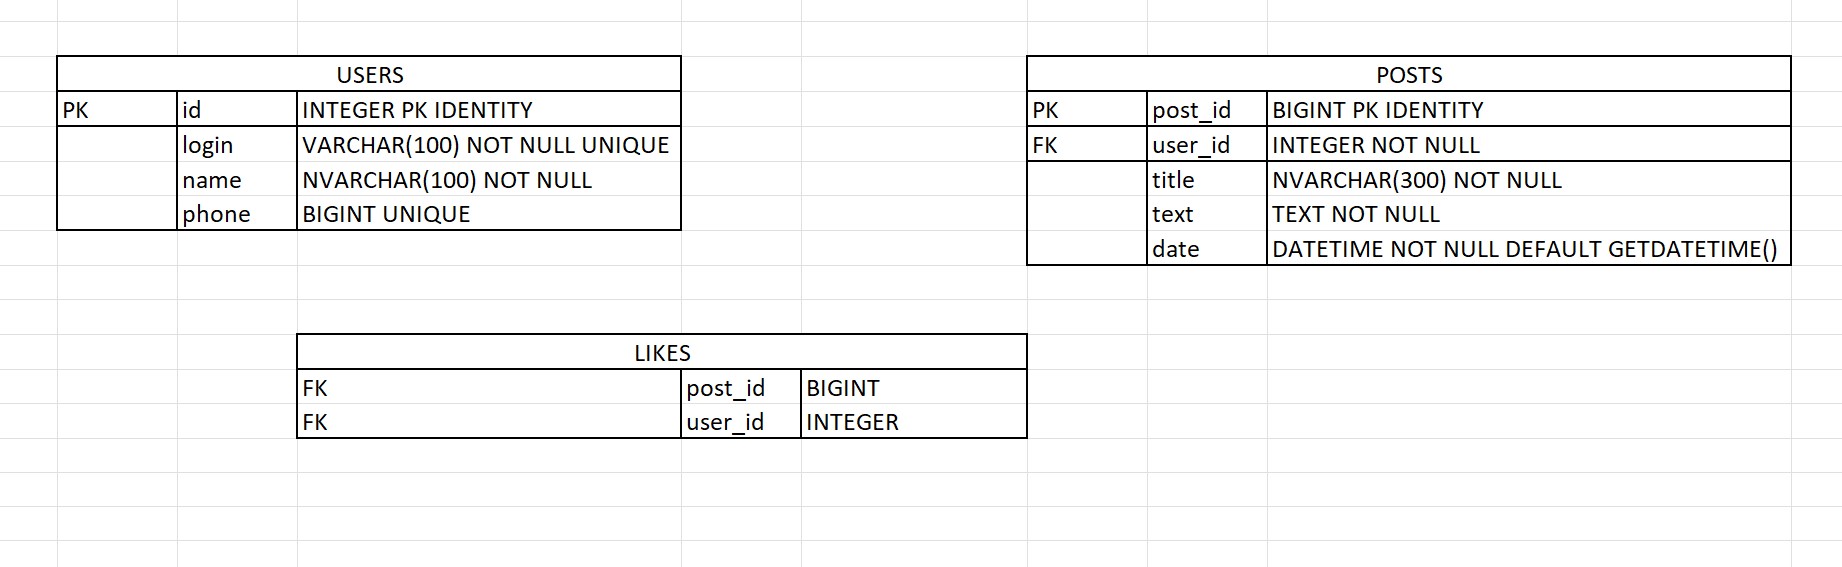 USERS
PK id INTEGER PK IDENTITY
login VARCHAR(100) NOT NULL UNIQUE
name NVARCHAR(100) NOT NULL
phone BIGINT UNIQUE
POSTS
PK post_id BIGINT PK IDENTITY
FK user_id INTEGER NOT NULL
title NVARCHAR(300) NOT NULL
text TEXT NOT NULL
date DATETIME NOT NULL DEFAULT GETDATETIME()
LIKES
FK post_id BIGINT
FK user_id INTEGER